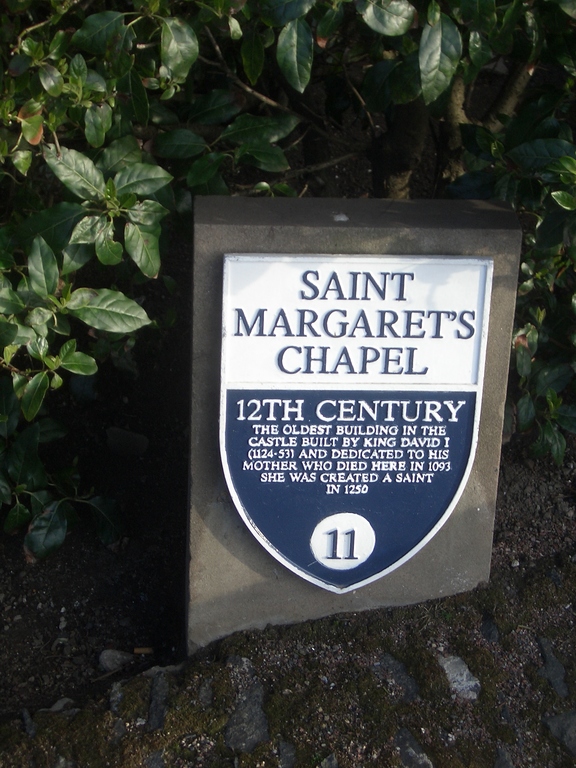 SAINT
MARGARET'S
CHAPEL
12TH CENTURY
THE OLDEST BUILDING IN THE
CASTLE BUILT BY KING DAVID I
(1124-53) AND DEDICATED TO HIS
MOTHER WHO DIED HERE IN 1093
SHE WAS CREATED A SAINT
IN 1250
11